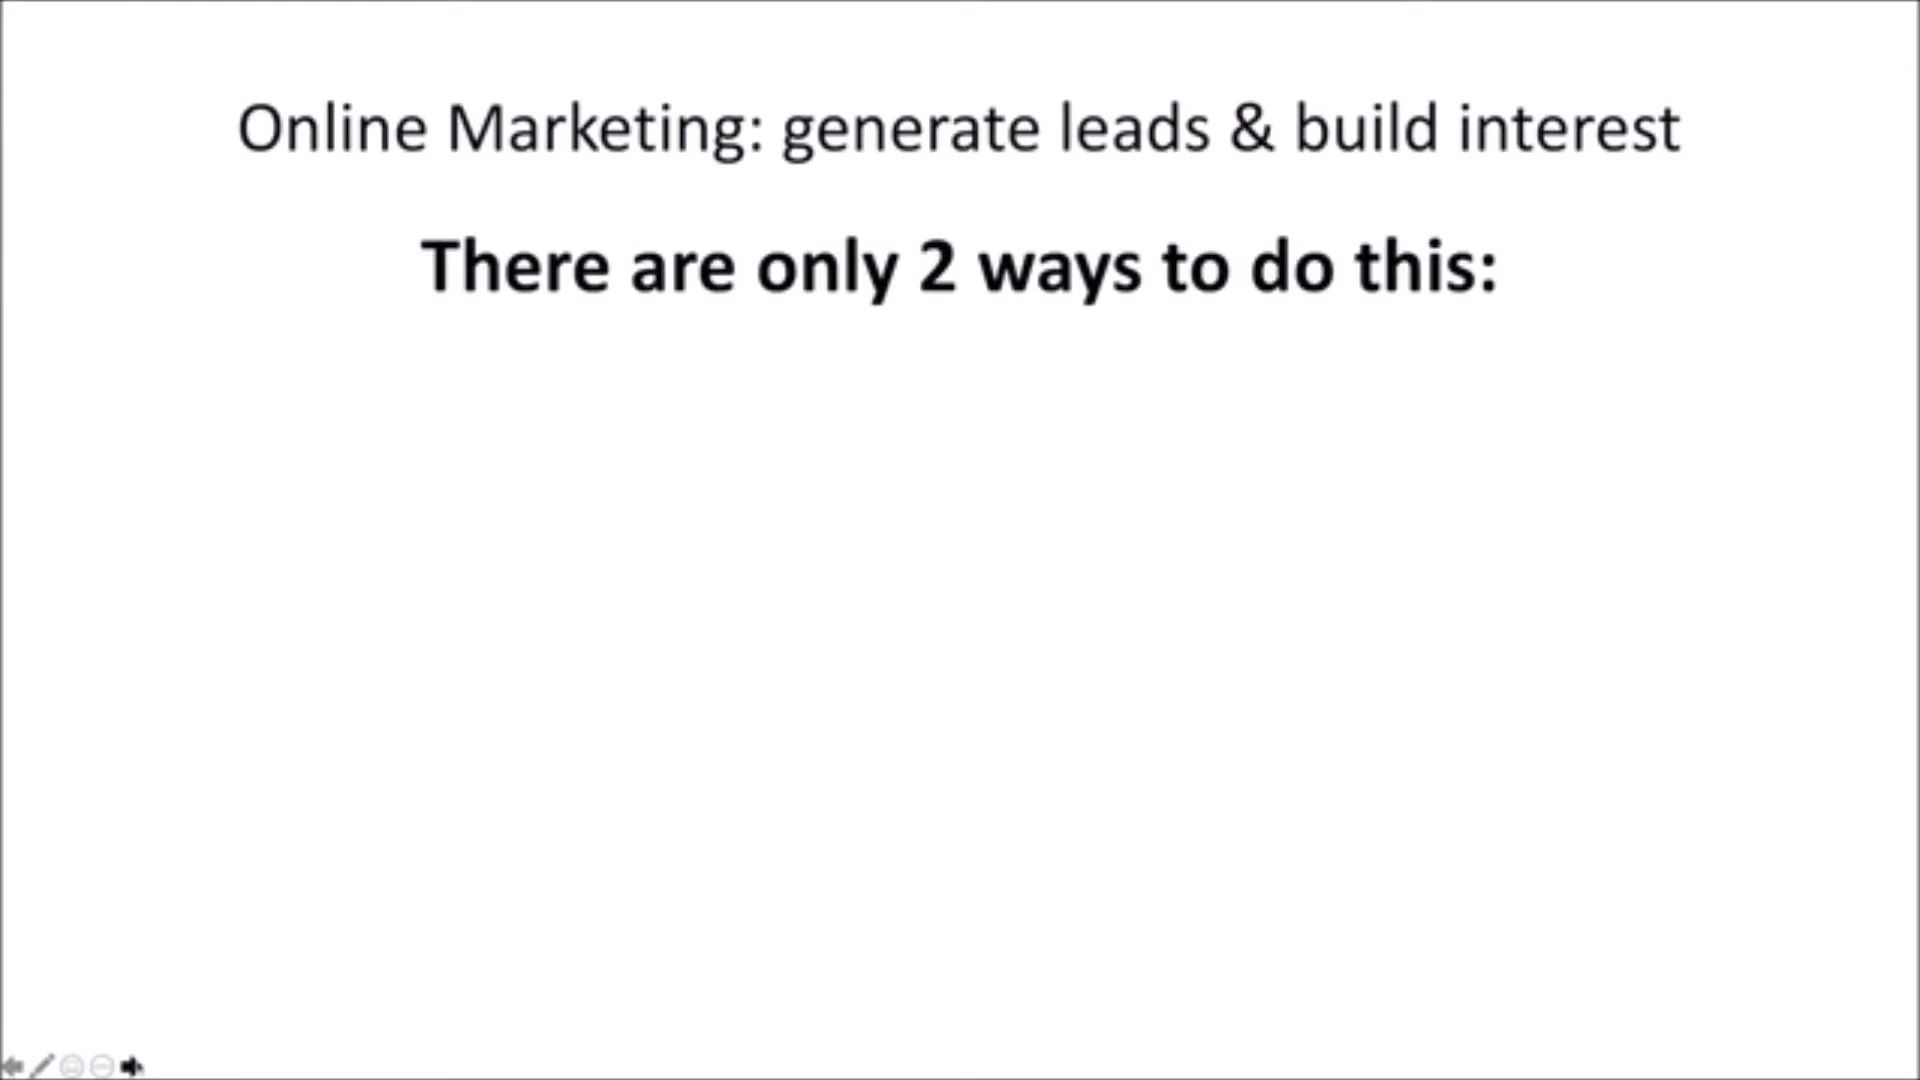 Online Marketing: generate leads & build interest
There are only 2 ways to do this: